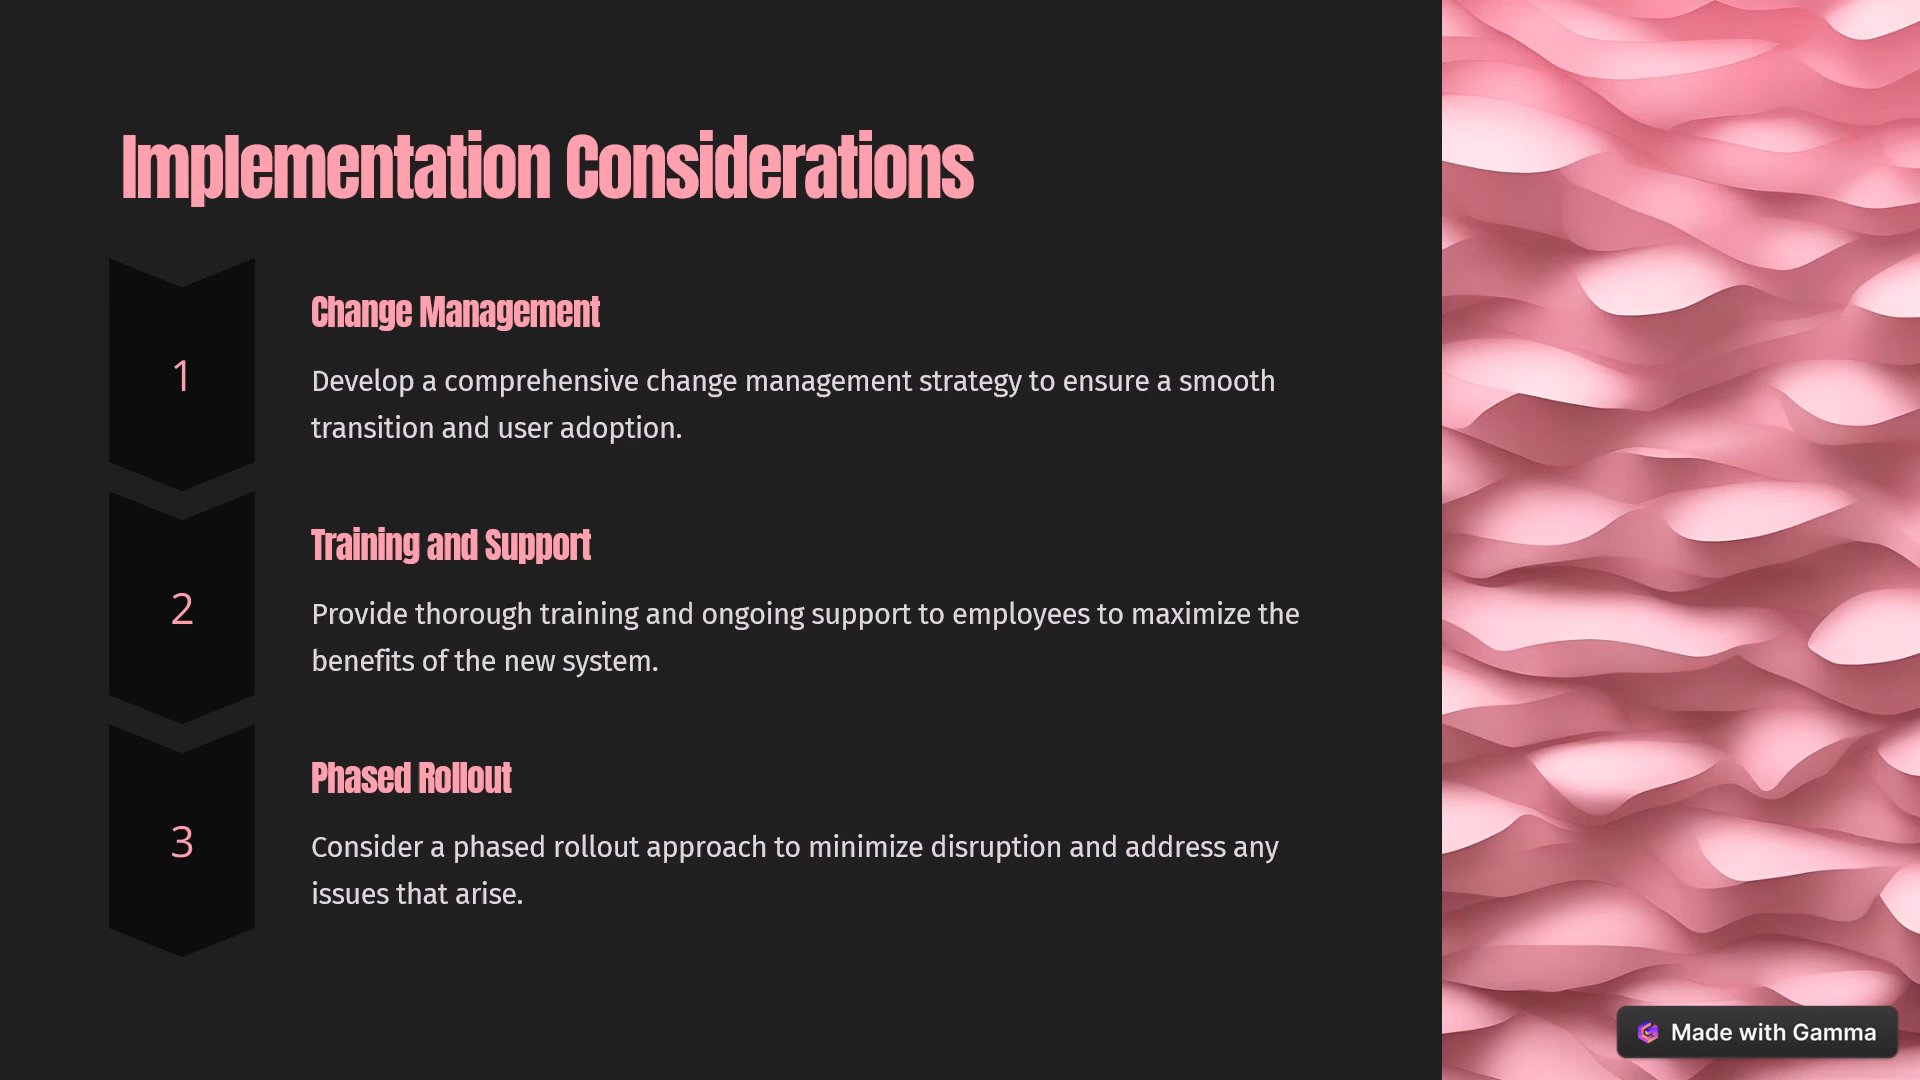 Implementation Considerations
1
Change Management
Develop a comprehensive change management strategy to ensure a smooth
transition and user adoption.
2
Training and Support
Provide thorough training and ongoing support to employees to maximize the
benefits of the new system.
3
Phased Rollout
Consider a phased rollout approach to minimize disruption and address any
issues that arise.
Made with Gamma